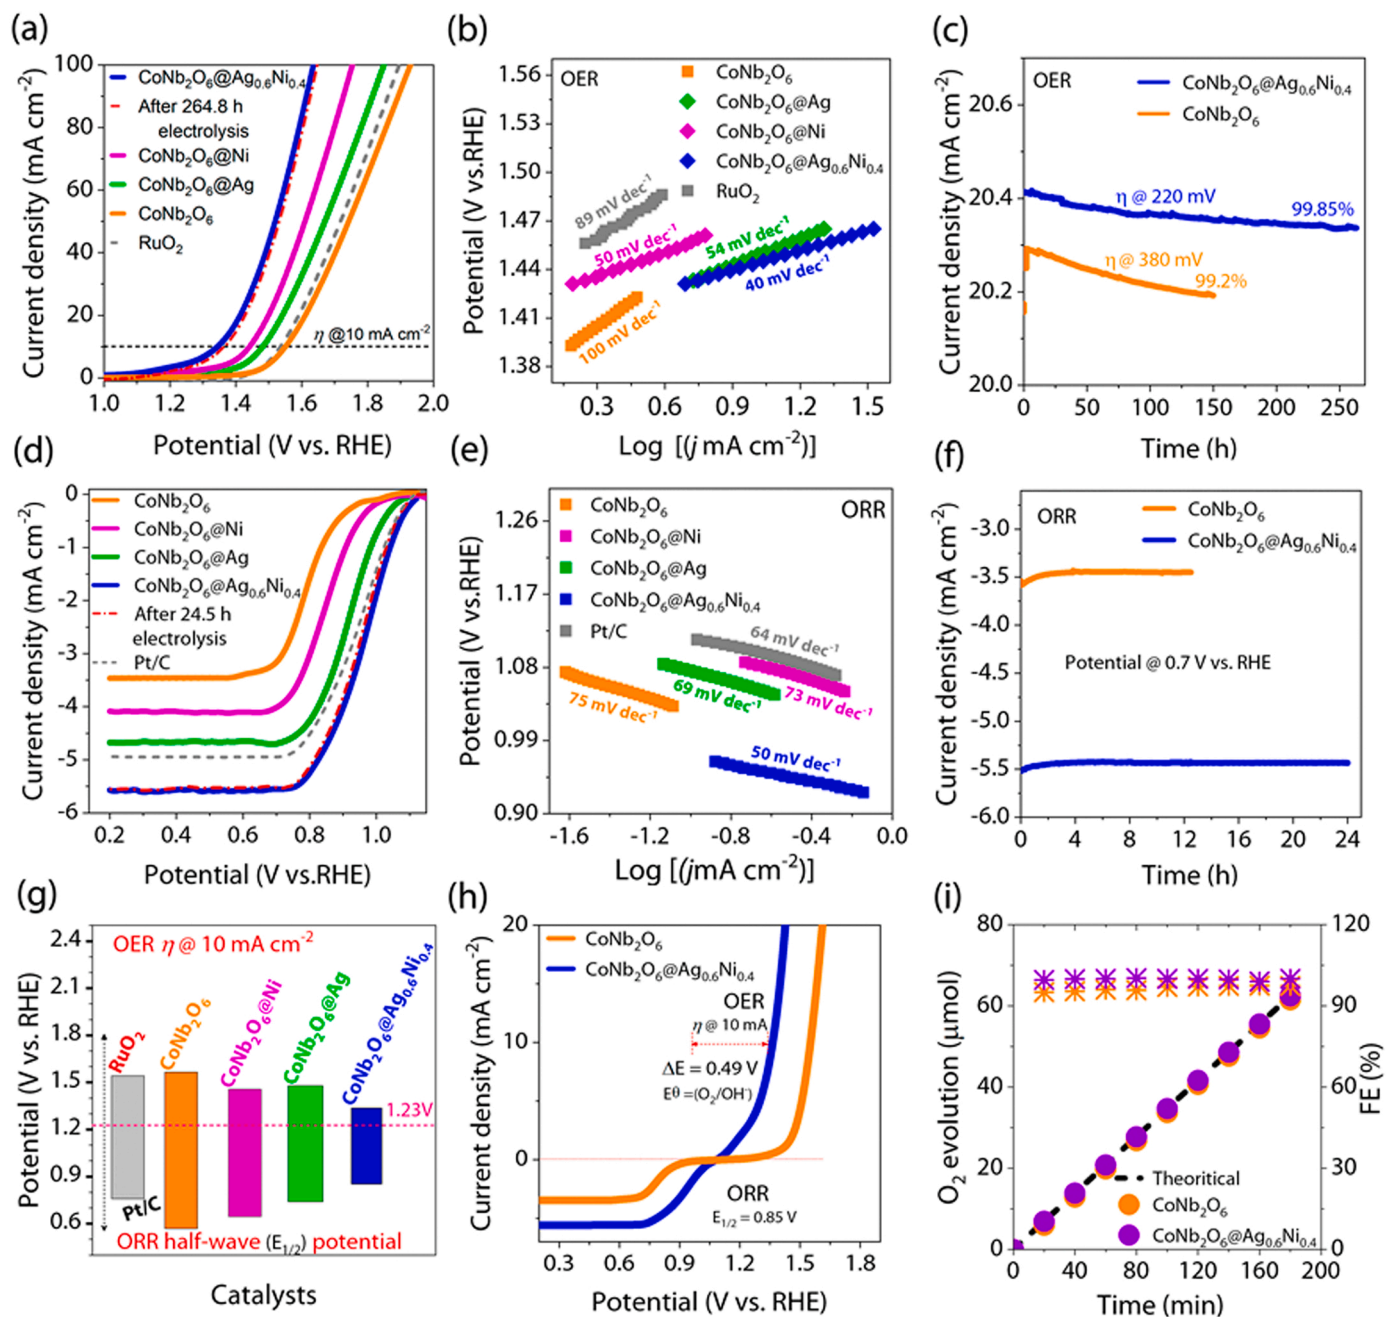 (a)
100
80
60
40
20
0
Current density (mA cm⁻²)
CoNb₂O₆@Ag₀.₆Ni₀.₄
After 264.8 h
electrolysis
CoNb₂O₆@Ni
CoNb₂O₆@Ag
CoNb₂O₆
RuO₂
η @10 mA cm⁻²
1.0 1.2 1.4 1.6 1.8 2.0
Potential (V vs. RHE)
(b)
1.56
1.53
1.50
1.47
1.44
1.41
1.38
Potential (V vs.RHE)
OER
CoNb₂O₆
CoNb₂O₆@Ag
CoNb₂O₆@Ni
CoNb₂O₆@Ag₀.₆Ni₀.₄
RuO₂
89 mV dec⁻¹
50 mV dec⁻¹
54 mV dec⁻¹
40 mV dec⁻¹
100 mV dec⁻¹
0.3 0.6 0.9 1.2 1.5
Log [(j mA cm⁻²)]
(c)
20.6
20.4
20.2
20.0
Current density (mA cm⁻²)
OER
CoNb₂O₆@Ag₀.₆Ni₀.₄
CoNb₂O₆
η @ 220 mV
99.85%
η @ 380 mV
99.2%
0 50 100 150 200 250
Time (h)
(d)
0
-1
-2
-3
-4
-5
-6
Current density (mA cm⁻²)
CoNb₂O₆
CoNb₂O₆@Ni
CoNb₂O₆@Ag
CoNb₂O₆@Ag₀.₆Ni₀.₄
After 24.5 h
electrolysis
Pt/C
0.2 0.4 0.6 0.8 1.0
Potential (V vs.RHE)
(e)
1.26
1.17
1.08
0.99
0.90
Potential (V vs.RHE)
CoNb₂O₆
CoNb₂O₆@Ni
CoNb₂O₆@Ag
CoNb₂O₆@Ag₀.₆Ni₀.₄
Pt/C
ORR
64 mV dec⁻¹
75 mV dec⁻¹
69 mV dec⁻¹
73 mV dec⁻¹
50 mV dec⁻¹
-1.6 -1.2 -0.8 -0.4 0.0
Log [(jmA cm⁻²)]
(f)
-3.0
-3.5
-4.0
-4.5
-5.0
-5.5
-6.0
Current density (mA cm⁻²)
ORR
CoNb₂O₆
CoNb₂O₆@Ag₀.₆Ni₀.₄
Potential @ 0.7 V vs. RHE
0 4 8 12 16 20 24
Time (h)
(g)
2.4
2.1
1.8
1.5
1.2
0.9
0.6
Potential (V vs. RHE)
OER η @ 10 mA cm⁻²
RuO₂
CoNb₂O₆
CoNb₂O₆@Ni
CoNb₂O₆@Ag
CoNb₂O₆@Ag₀.₆Ni₀.₄
1.23V
Pt/C
ORR half-wave (E₁/₂) potential
Catalysts
(h)
20
10
0
Current density (mA cm⁻²)
CoNb₂O₆
CoNb₂O₆@Ag₀.₆Ni₀.₄
OER
η @ 10 mA
ΔE = 0.49 V
Eθ =(O₂/OH⁻)
ORR
E₁/₂ = 0.85 V
0.3 0.6 0.9 1.2 1.5 1.8
Potential (V vs. RHE)
(i)
80
60
40
20
0
O₂ evolution (μmol)
120
90
60
30
0
FE (%)
Theoritical
CoNb₂O₆
CoNb₂O₆@Ag₀.₆Ni₀.₄
0 40 80 120 160 200
Time (min)